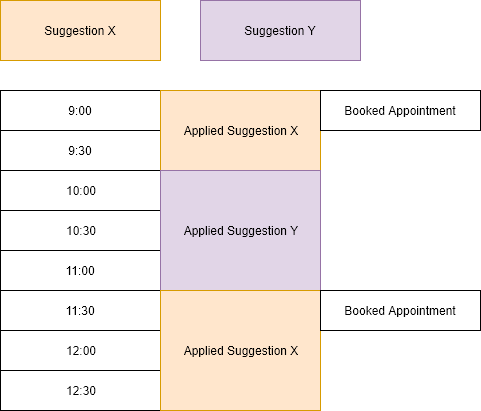 Suggestion X
Suggestion Y
9:00
Booked Appointment
Applied Suggestion X
9:30
10:00
10:30
Applied Suggestion Y
11:00
11:30
Booked Appointment
12:00
Applied Suggestion X
12:30